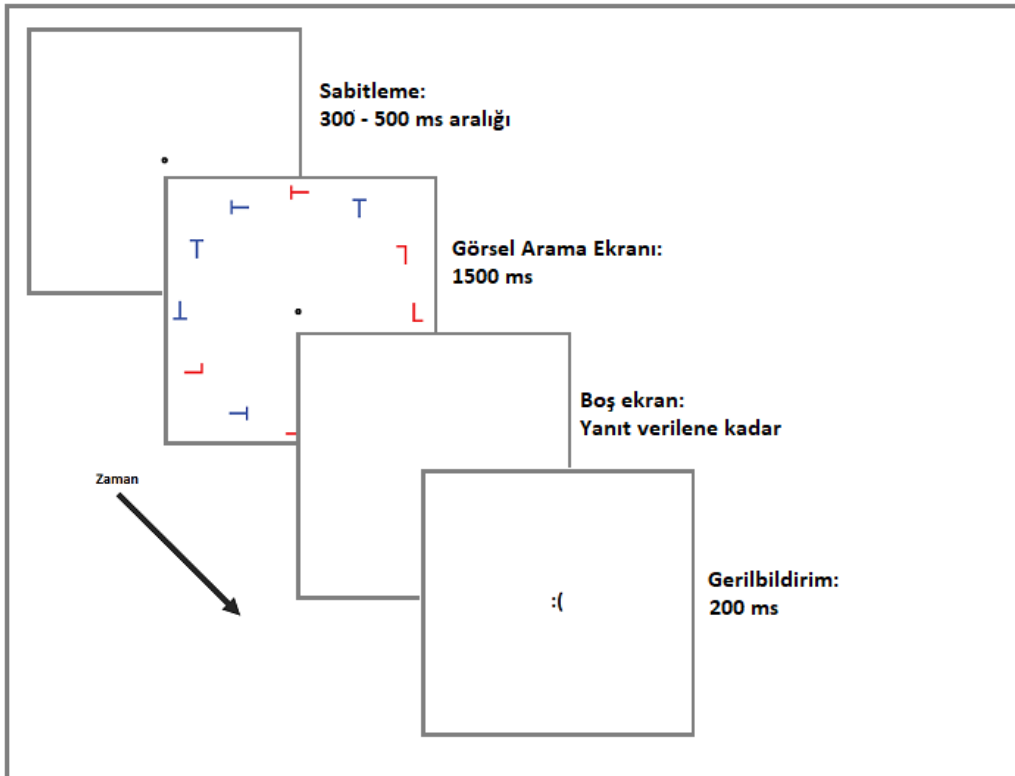 Sabitleme:
300 - 500 ms aralığı
Görsel Arama Ekranı:
1500 ms
Boş ekran:
Yanıt verilene kadar
Zaman
Gerilbildirim:
200 ms
:(